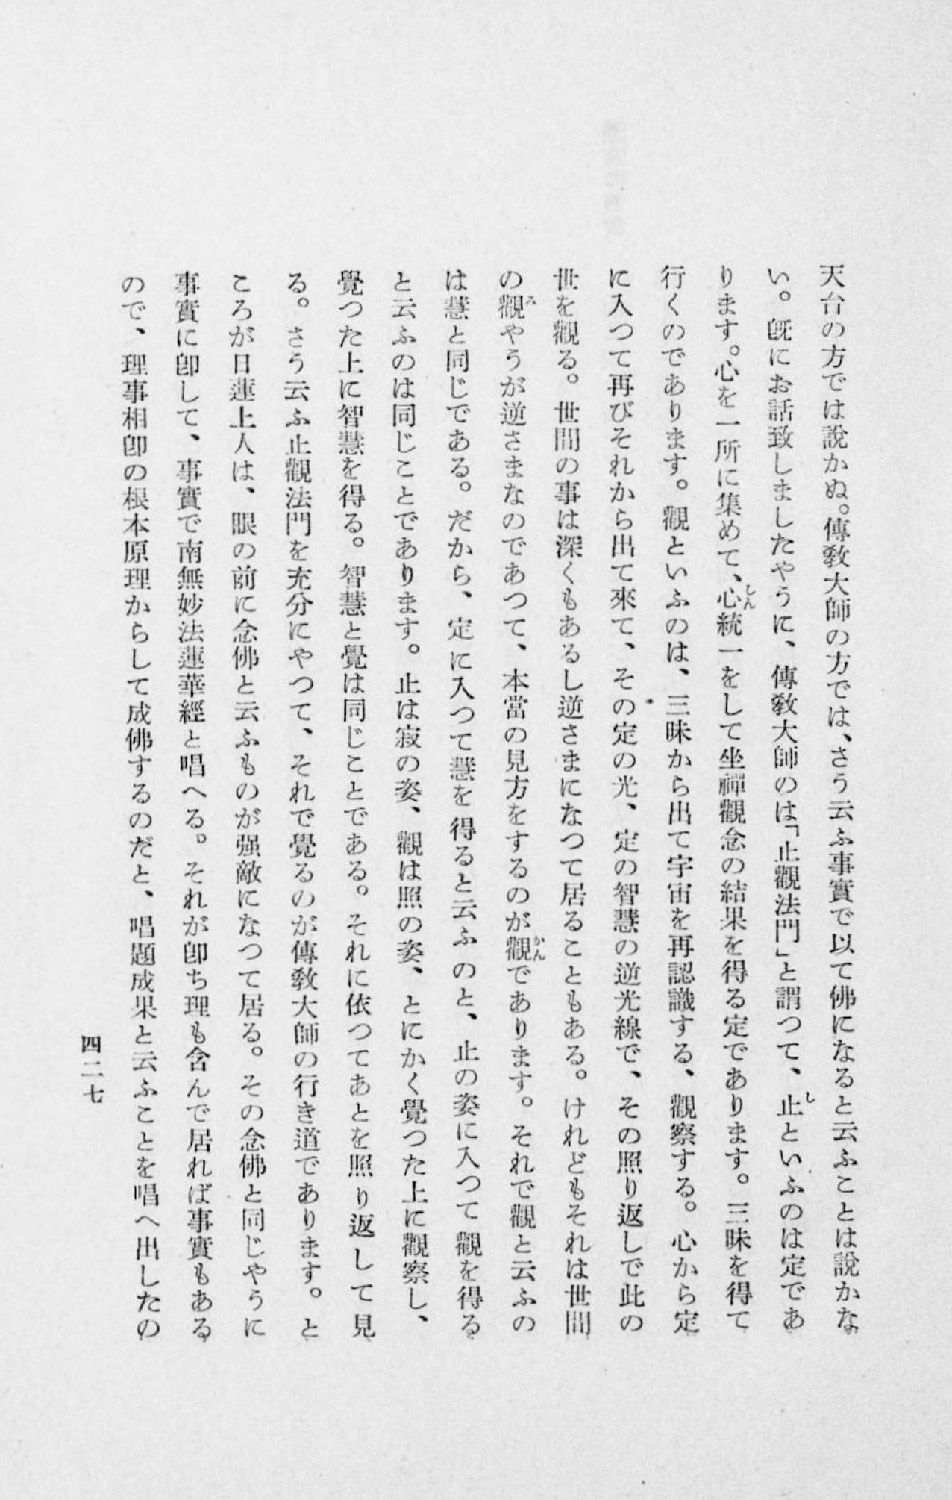 天台の方では說かぬ。傳敎大師の方では、さう云ふ事實で以て佛になると云ふことは說かな
い。旣にお話致しましたやうに、傳敎大師のは「止觀法門」と謂つて、止といふのは定であ
ります。心を一所に集めて、心統一をして坐禪觀念の結果を得る定であります。三昧を得て
行くのであります。觀といふのは、三昧から出て宇宙を再認識する、觀察する。心から定
に入つて再びそれから出て來て、その定の光、定の智慧の逆光線で、その照り返しで此の
世を觀る。世間の事は深くもあるし逆さまになつて居ることもある。けれどもそれは世間
の觀やうが逆さまなのであつて、本當の見方をするのが觀であります。それで觀と云ふの
は慧と同じである。だから、定に入つて慧を得ると云ふのと、止の姿に入つて觀を得る
と云ふのは同じことであります。止は寂の姿、觀は照の姿、とにかく覺つた上に觀察し、
覺つた上に智慧を得る。智慧と覺は同じことである。それに依つてあとを照り返して見
る。さう云ふ止觀法門を充分にやつて、それで覺るのが傳敎大師の行き道であります。と
ころが日蓮上人は、眼の前に念佛と云ふものが强敵になつて居る。その念佛と同じやうに
事實に卽して、事實で南無妙法蓮華經と唱へる。それが卽ち理も含んで居れば事實もある
ので、理事相卽の根本原理からして成佛するのだと、唱題成果と云ふことを唱へ出したの
四二七